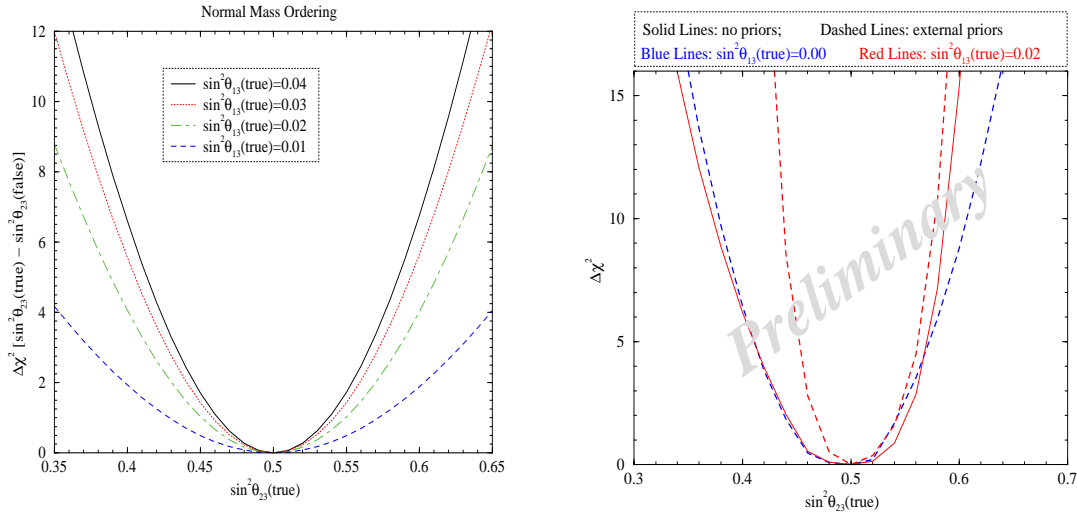 Normal Mass Ordering
12
10
8
6
4
2
0
Δχ² [sin²θ₂₃(true) − sin²θ₂₃(false)]
sin²θ₁₃(true)=0.04
sin²θ₁₃(true)=0.03
sin²θ₁₃(true)=0.02
sin²θ₁₃(true)=0.01
0.35 0.4 0.45 0.5 0.55 0.6 0.65
sin²θ₂₃(true)
Solid Lines: no priors; Dashed Lines: external priors
Blue Lines: sin²θ₁₃(true)=0.00 Red Lines: sin²θ₁₃(true)=0.02
15
10
5
0
Δχ²
Preliminary
0.3 0.4 0.5 0.6 0.7
sin²θ₂₃(true)